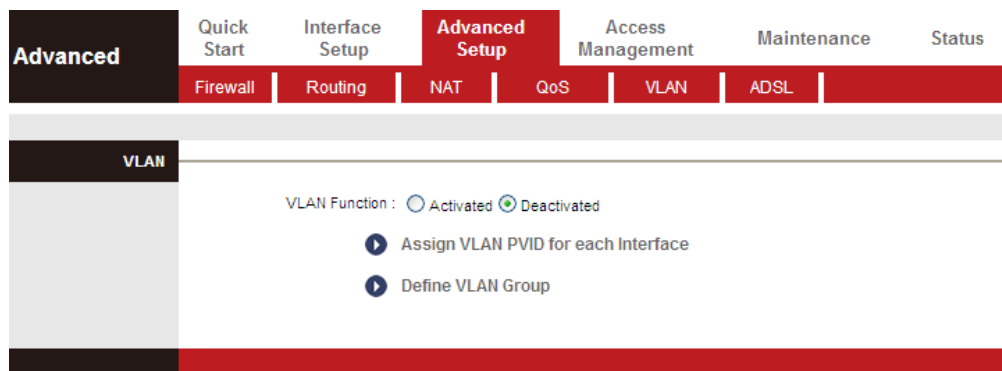 Advanced
Quick Start
Interface Setup
Advanced Setup
Access Management
Maintenance
Status
Firewall
Routing
NAT
QoS
VLAN
ADSL
VLAN
VLAN Function : Activated Deactivated
Assign VLAN PVID for each Interface
Define VLAN Group